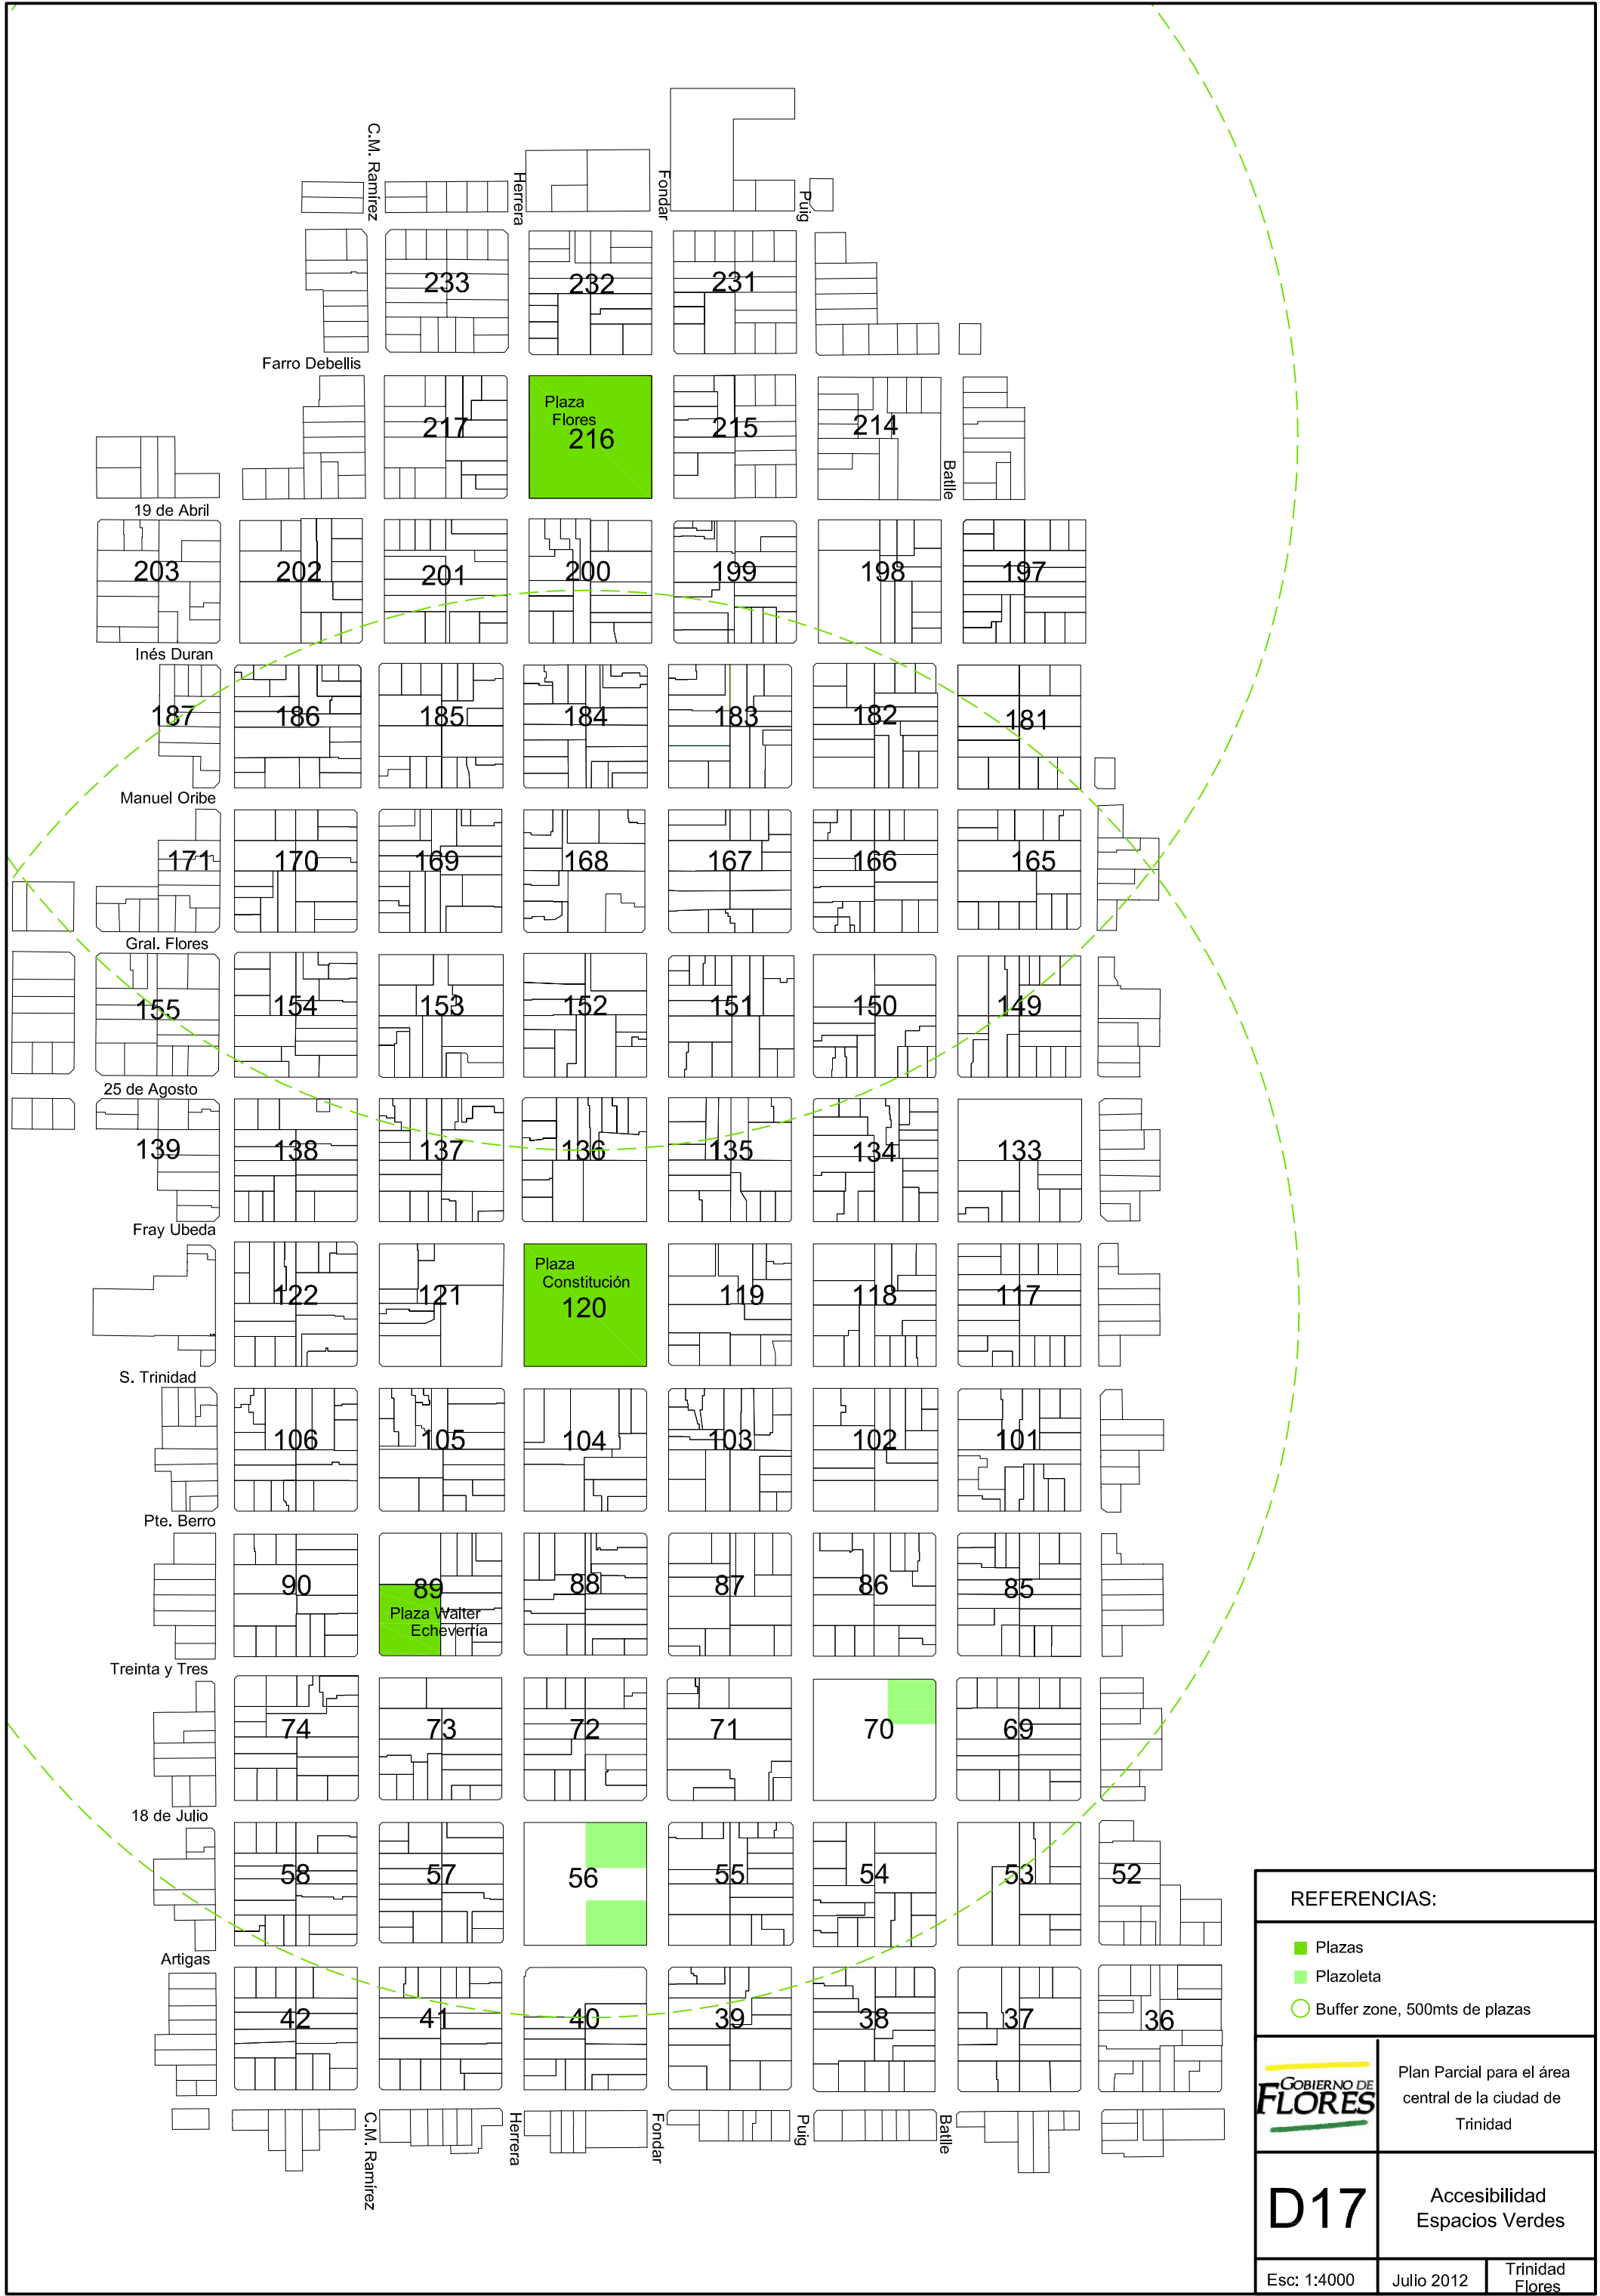 C.M. Ramírez
Herrera
Fondar
Puig
233
232
231
Farro Debellis
217
Plaza
Flores
216
215
214
Batlle
19 de Abril
203
202
201
200
199
198
197
Inés Duran
187
186
185
184
183
182
181
Manuel Oribe
171
170
169
168
167
166
165
Gral. Flores
155
154
153
152
151
150
149
25 de Agosto
139
138
137
136
135
134
133
Fray Ubeda
122
121
Plaza
Constitución
120
119
118
117
S. Trinidad
106
105
104
103
102
101
Pte. Berro
90
89
Plaza Walter
Echeverría
88
87
86
85
Treinta y Tres
74
73
72
71
70
69
18 de Julio
58
57
56
55
54
53
52
Artigas
42
41
40
39
38
37
36
C.M. Ramírez
Herrera
Fondar
Puig
Batlle
REFERENCIAS:
Plazas
Plazoleta
Buffer zone, 500mts de plazas
GOBIERNO DE
FLORES
Plan Parcial para el área
central de la ciudad de
Trinidad
D17
Accesibilidad
Espacios Verdes
Esc: 1:4000
Julio 2012
Trinidad
Flores